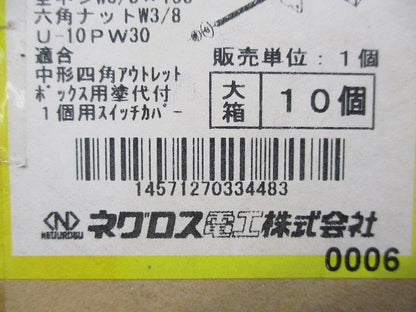 六角ナットW3/8
U-10PW30
適合
中形四角アウトレット
ボックス用塗代付
1個用スイッチカバー
販売単位:1個
大箱 10個
14571270334483
NEGUROSU
ネグロス電工株式会社
0006